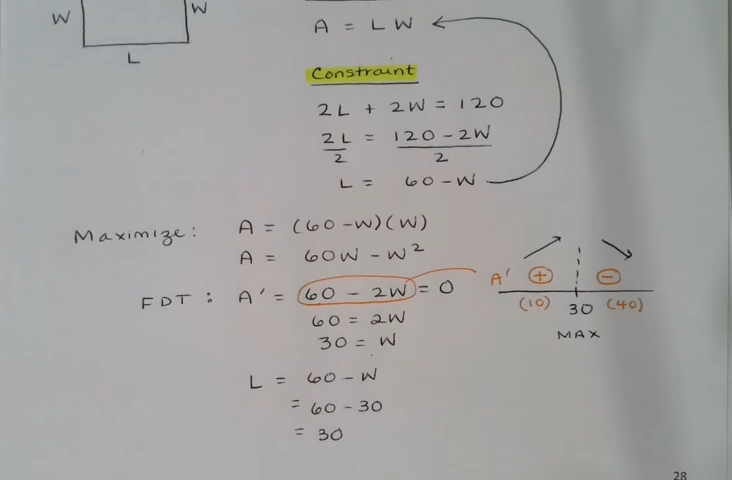 W W
L
A = LW
Constraint
2L + 2W = 120
2L/2 = (120 - 2W)/2
L = 60 - W
Maximize: A = (60 - W)(W)
A = 60W - W²
FDT: A' = 60 - 2W = 0
60 = 2W
30 = W
A' + -
(10) 30 (40)
MAX
L = 60 - W
= 60 - 30
= 30
28